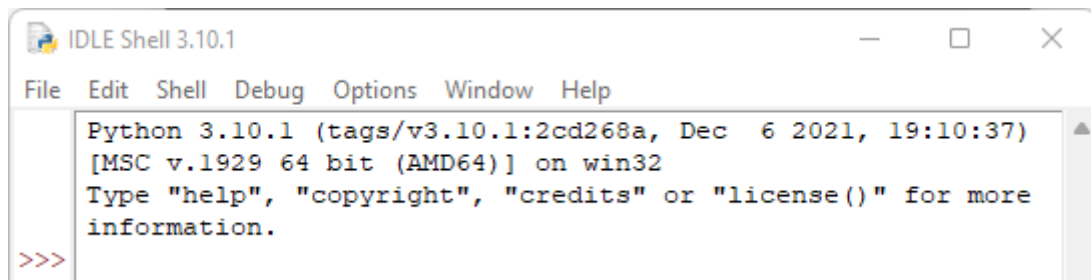 IDLE Shell 3.10.1
File Edit Shell Debug Options Window Help
Python 3.10.1 (tags/v3.10.1:2cd268a, Dec  6 2021, 19:10:37)
[MSC v.1929 64 bit (AMD64)] on win32
Type "help", "copyright", "credits" or "license()" for more
information.
>>>